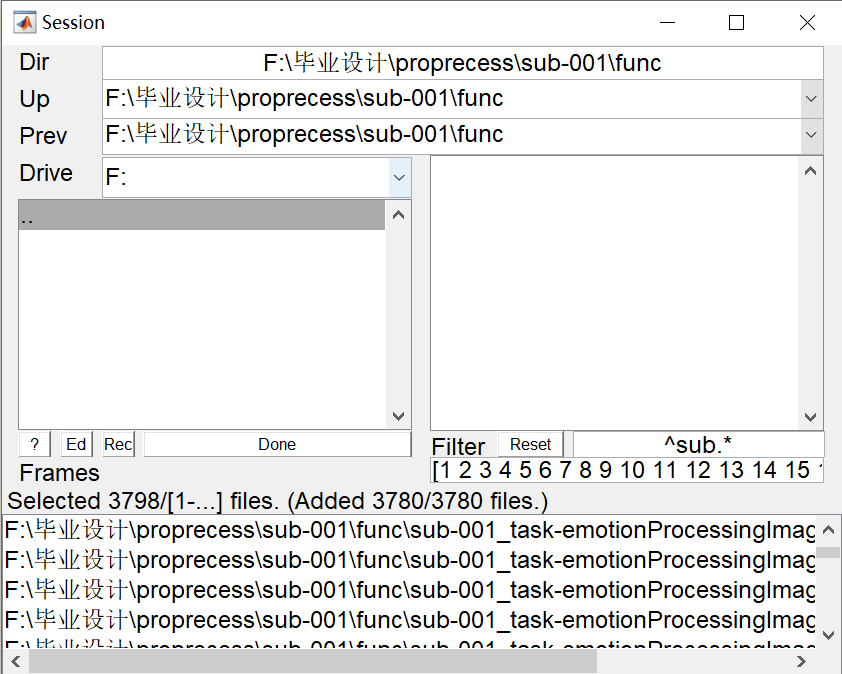 Session
Dir F:\毕业设计\proprecess\sub-001\func
Up F:\毕业设计\proprecess\sub-001\func
Prev F:\毕业设计\proprecess\sub-001\func
Drive F:
..
? Ed Rec Done
Filter Reset ^sub.*
Frames [1 2 3 4 5 6 7 8 9 10 11 12 13 14 15
Selected 3798/[1-...] files. (Added 3780/3780 files.)
F:\毕业设计\proprecess\sub-001\func\sub-001_task-emotionProcessingImag
F:\毕业设计\proprecess\sub-001\func\sub-001_task-emotionProcessingImag
F:\毕业设计\proprecess\sub-001\func\sub-001_task-emotionProcessingImag
F:\毕业设计\proprecess\sub-001\func\sub-001_task-emotionProcessingImag
F:\毕业设计\proprecess\sub-001\func\sub-001_task-emotionProcessingImag